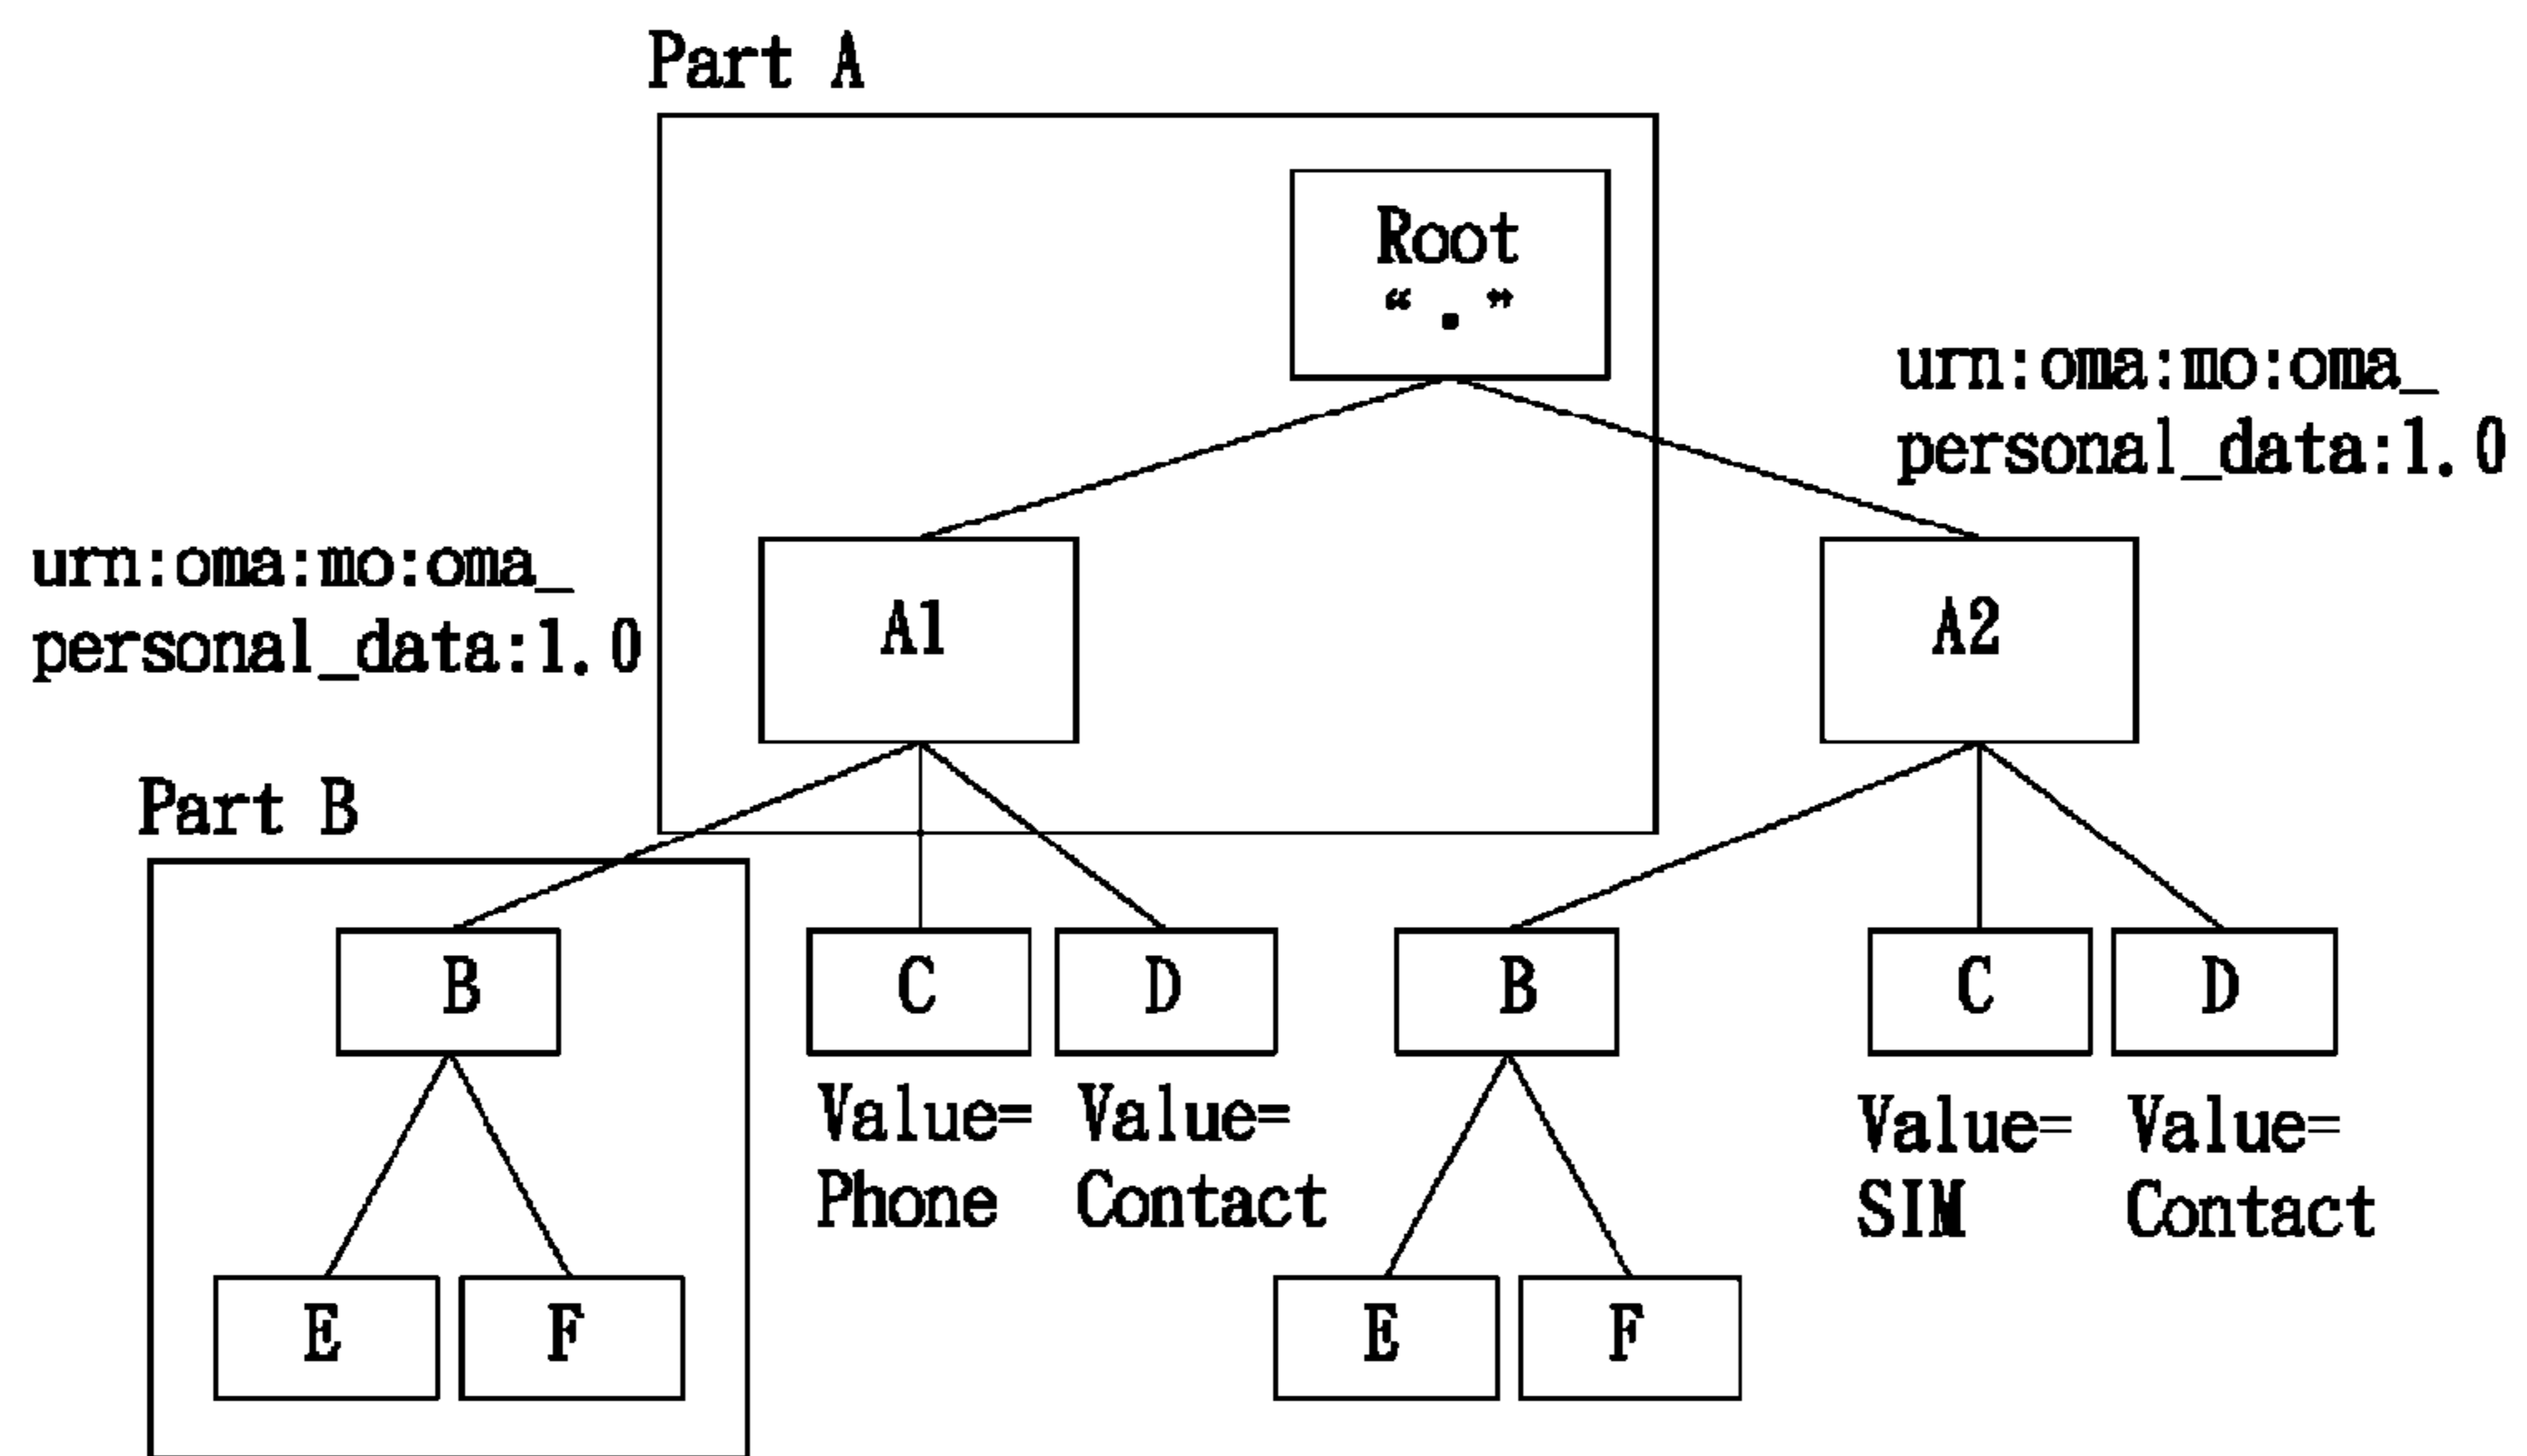 Part A
Root
“.”
urn:oma:mo:oma_
personal_data:1.0
urn:oma:mo:oma_
personal_data:1.0
A1
A2
Part B
B
C
D
B
C
D
Value=
Phone
Value=
Contact
Value=
SIM
Value=
Contact
E
F
E
F